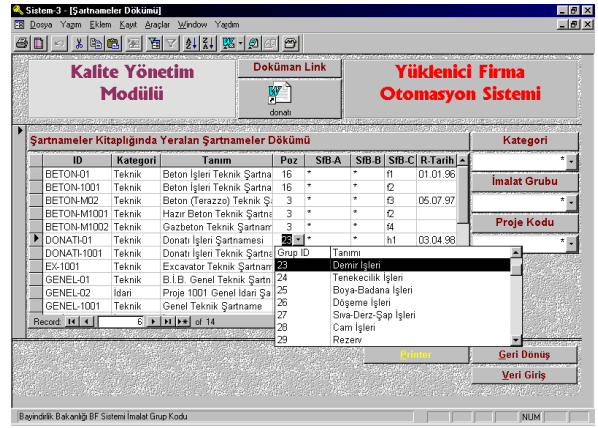 Sistem-3 - [Şartnameler Dökümü]
Dosya Yazım Eklem Kayıt Araçlar Window Yardım
Kalite Yönetim
Modülü
Doküman Link
donatı
Yüklenici Firma
Otomasyon Sistemi
Şartnameler Kitaplığında Yeralan Şartnameler Dökümü
ID Kategori Tanım Poz SfB-A SfB-B SfB-C R-Tarih
BETON-01 Teknik Beton İşleri Teknik Şartna 16 * * f1 01.01.96
BETON-1001 Teknik Beton İşleri Teknik Şartna 16 * * f2
BETON-M02 Teknik Beton (Terazzo) Teknik Ş 3 * * f3 05.07.97
BETON-M1001 Teknik Hazır Beton Teknik Şartna 3 * * f2
BETON-M1002 Teknik Gazbeton Teknik Şartnam 3 * * f4
DONATI-01 Teknik Donatı İşleri Şartnamesi 23 * * h1 03.04.98
DONATI-1001 Teknik Donatı İşleri Teknik Şartna
EX-1001 Teknik Excavator Teknik Şartnam
GENEL-01 Teknik B.İ.B. Genel Teknik Şartn
GENEL-02 İdari Proje 1001 Genel İdari Şa
GENEL-1001 Teknik Genel Teknik Şartname
Grup ID Tanımı
23 Demir İşleri
24 Tenekecilik İşleri
25 Boya-Badana İşleri
26 Döşeme İşleri
27 Sıva-Derz-Şap İşleri
28 Cam İşleri
29 Rezerv
Record: 6 of 14
Kategori
*
İmalat Grubu
*
Proje Kodu
*
Printer
Geri Dönüş
Veri Giriş
Bayındirlik Bakanlığı BF Sistemi İmalat Grup Kodu
NUM